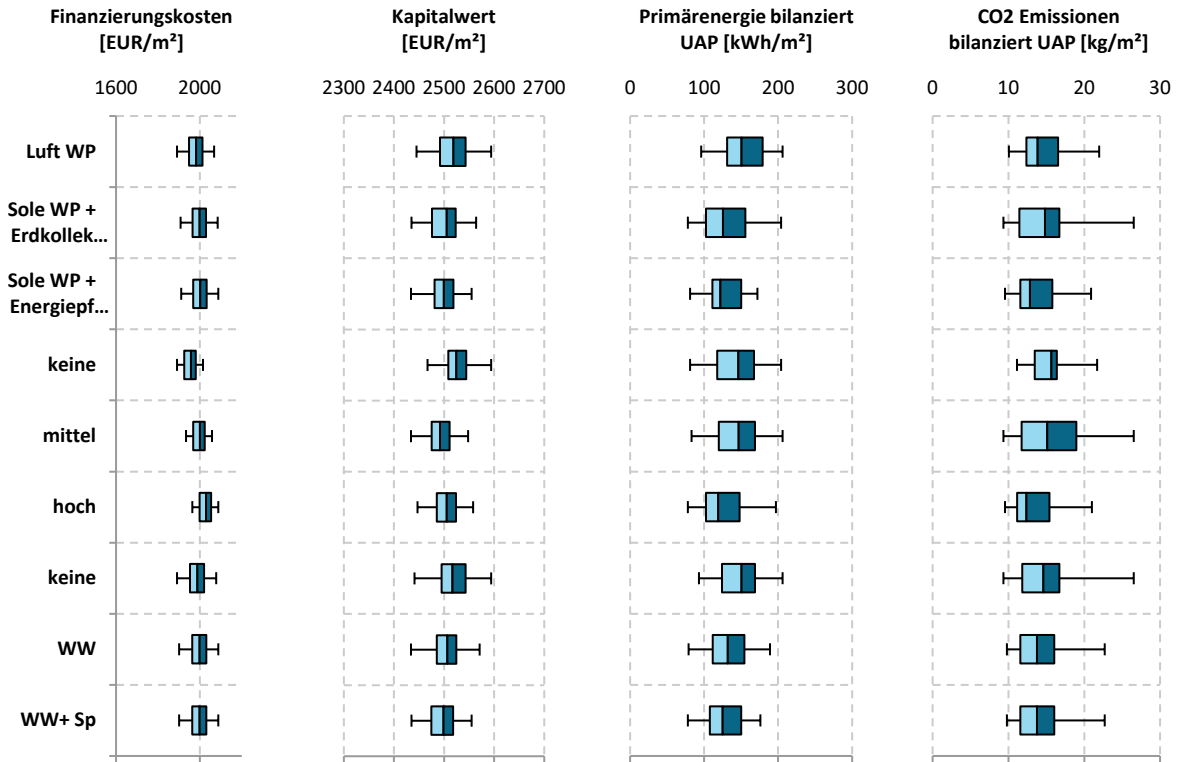 Finanzierungskosten
[EUR/m²]
Kapitalwert
[EUR/m²]
Primärenergie bilanziert
UAP [kWh/m²]
CO2 Emissionen
bilanziert UAP [kg/m²]
1600 2000
2300 2400 2500 2600 2700
0 100 200 300
0 10 20 30
Luft WP
Sole WP +
Erdkollek...
Sole WP +
Energiepf...
keine
mittel
hoch
keine
WW
WW+ Sp